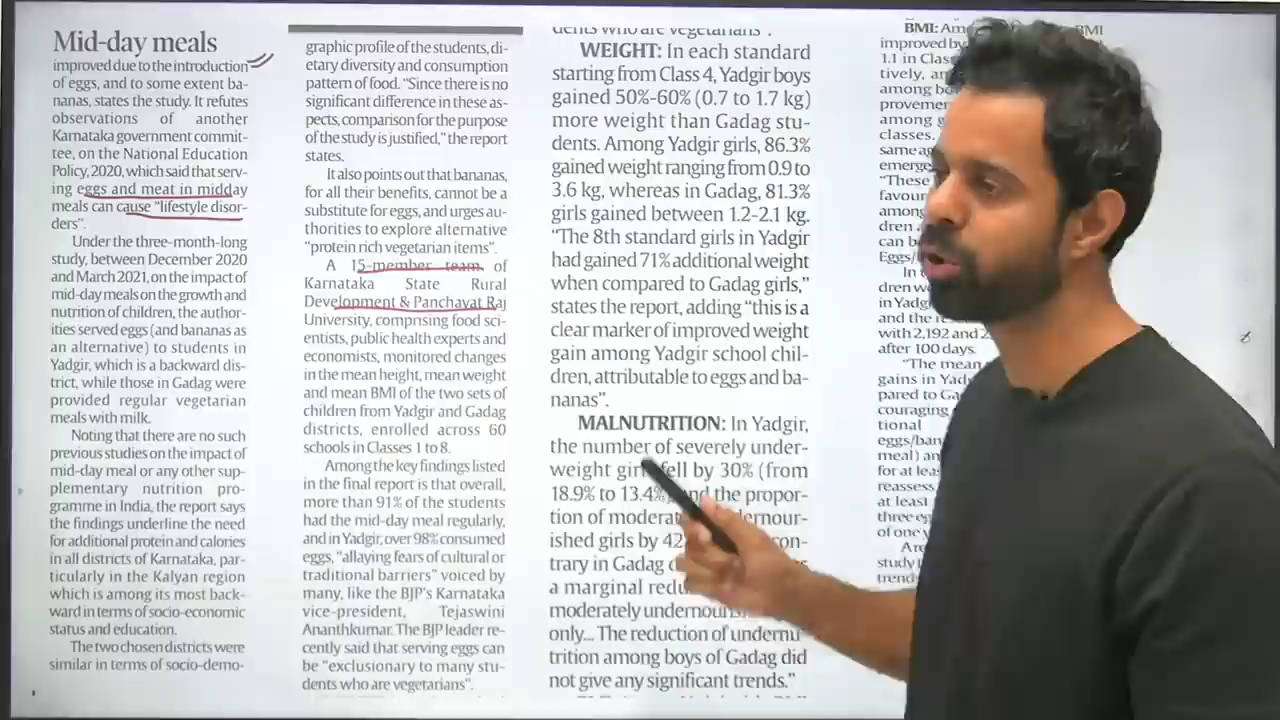 Mid-day meals
improved due to the introduction
of eggs, and to some extent ba-
nanas, states the study. It refutes
observations of another
Karnataka government commit-
tee, on the National Education
Policy, 2020, which said that serv-
ing eggs and meat in midday
meals can cause "lifestyle disor-
ders".
Under the three-month-long
study, between December 2020
and March 2021, on the impact of
mid-day meals on the growth and
nutrition of children, the author-
ities served eggs (and bananas as
an alternative) to students in
Yadgir, which is a backward dis-
trict, while those in Gadag were
provided regular vegetarian
meals with milk.
Noting that there are no such
previous studies on the impact of
mid-day meal or any other sup-
plementary nutrition pro-
gramme in India, the report says
the findings underline the need
for additional protein and calories
in all districts of Karnataka, par-
ticularly in the Kalyan region
which is among its most back-
ward in terms of socio-economic
status and education.
The two chosen districts were
similar in terms of socio-demo-
graphic profile of the students, di-
etary diversity and consumption
pattern of food. "Since there is no
significant difference in these as-
pects, comparison for the purpose
of the study is justified," the report
states.
It also points out that bananas,
for all their benefits, cannot be a
substitute for eggs, and urges au-
thorities to explore alternative
"protein rich vegetarian items".
A 15-member team of
Karnataka State Rural
Development & Panchayat Raj
University, comprising food sci-
entists, public health experts and
economists, monitored changes
in the mean height, mean weight
and mean BMI of the two sets of
children from Yadgir and Gadag
districts, enrolled across 60
schools in Classes 1 to 8.
Among the key findings listed
in the final report is that overall,
more than 91% of the students
had the mid-day meal regularly,
and in Yadgir, over 98% consumed
eggs, "allaying fears of cultural or
traditional barriers" voiced by
many, like the BJP's Karnataka
vice-president, Tejaswini
Ananthkumar. The BJP leader re-
cently said that serving eggs can
be "exclusionary to many stu-
dents who are vegetarians".
dents who are vegetarians".
WEIGHT: In each standard
starting from Class 4, Yadgir boys
gained 50%-60% (0.7 to 1.7 kg)
more weight than Gadag stu-
dents. Among Yadgir girls, 86.3%
gained weight ranging from 0.9 to
3.6 kg, whereas in Gadag, 81.3%
girls gained between 1.2-2.1 kg.
"The 8th standard girls in Yadgir
had gained 71% additional weight
when compared to Gadag girls,"
states the report, adding "this is a
clear marker of improved weight
gain among Yadgir school chil-
dren, attributable to eggs and ba-
nanas".
MALNUTRITION: In Yadgir,
the number of severely under-
weight girls fell by 30% (from
18.9% to 13.4%) and the propor-
tion of
ished girls by con-
trary in Gadag
a marginal
moderately
only... The reduction of undernu
trition among boys of Gadag did
not give any significant trends."
BMI: BMI
improved by
1.1 in
tively,
among
among
classes.
same
"These
among
dren
can be
Eggs/
In
dren
in
and the
with 2,192 and
after 100 days.
"The mean
gains in
pared to
tional
eggs/
meal)
for at
at least
of
study